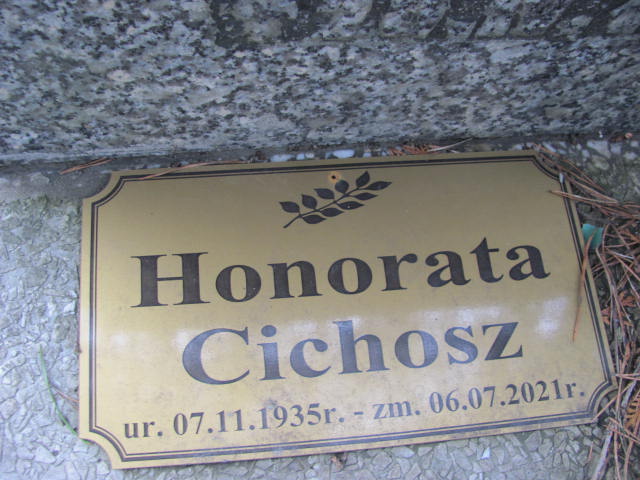 Honorata
Cichosz
ur. 07.11.1935r. - zm. 06.07.2021r.